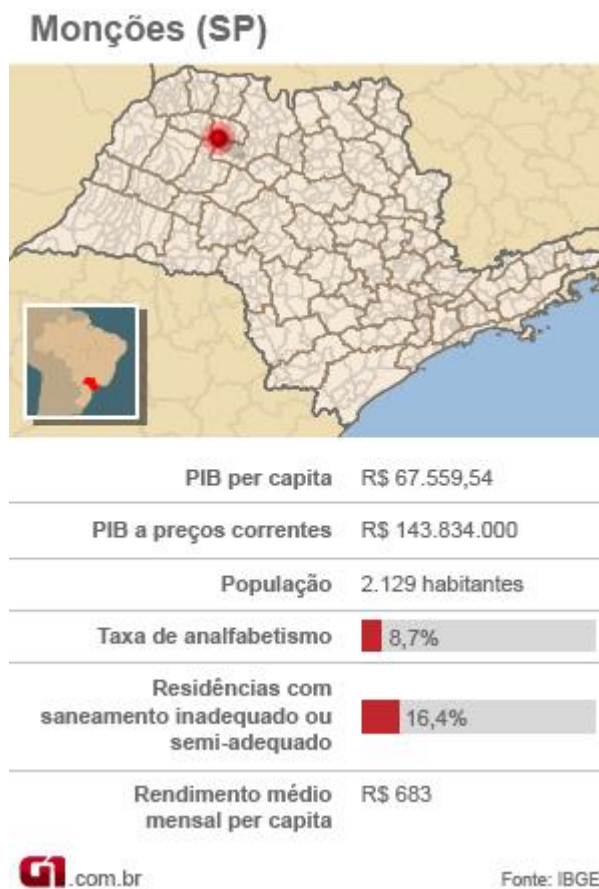 Monções (SP)
PIB per capita R$ 67.559,54
PIB a preços correntes R$ 143.834.000
População 2.129 habitantes
Taxa de analfabetismo 8,7%
Residências com
saneamento inadequado ou 16,4%
semi-adequado
Rendimento médio R$ 683
mensal per capita
G1.com.br Fonte: IBGE